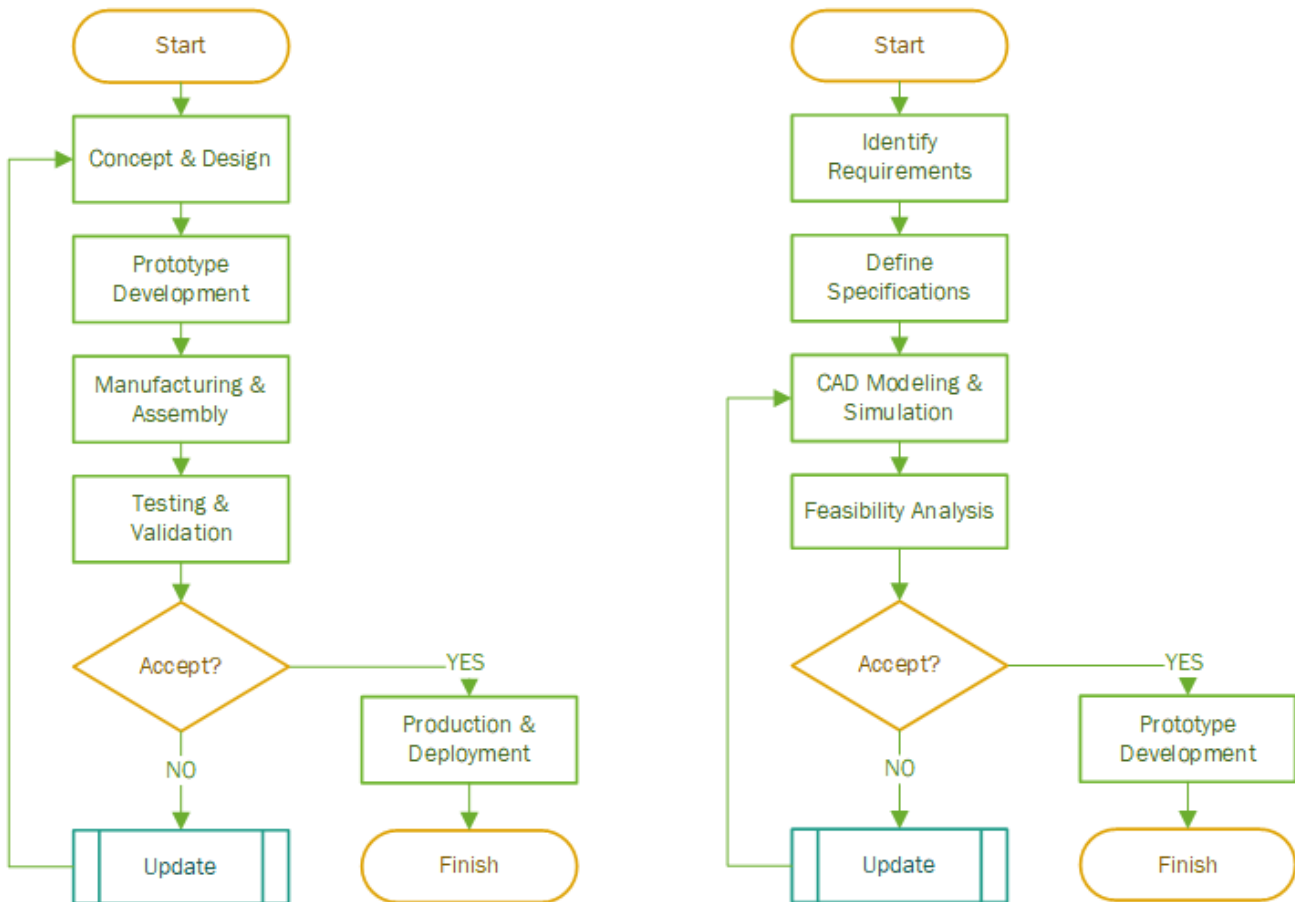 Start
Concept & Design
Prototype
Development
Manufacturing &
Assembly
Testing &
Validation
Accept?
YES
Production &
Deployment
NO
Update
Finish
Start
Identify
Requirements
Define
Specifications
CAD Modeling &
Simulation
Feasibility Analysis
Accept?
YES
Prototype
Development
NO
Update
Finish